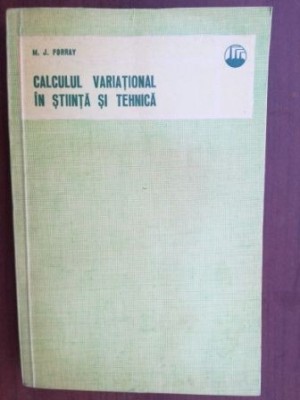 M. J. FORRAY
CALCULUL VARIAȚIONAL
ÎN ȘTIINȚĂ ȘI TEHNICĂ